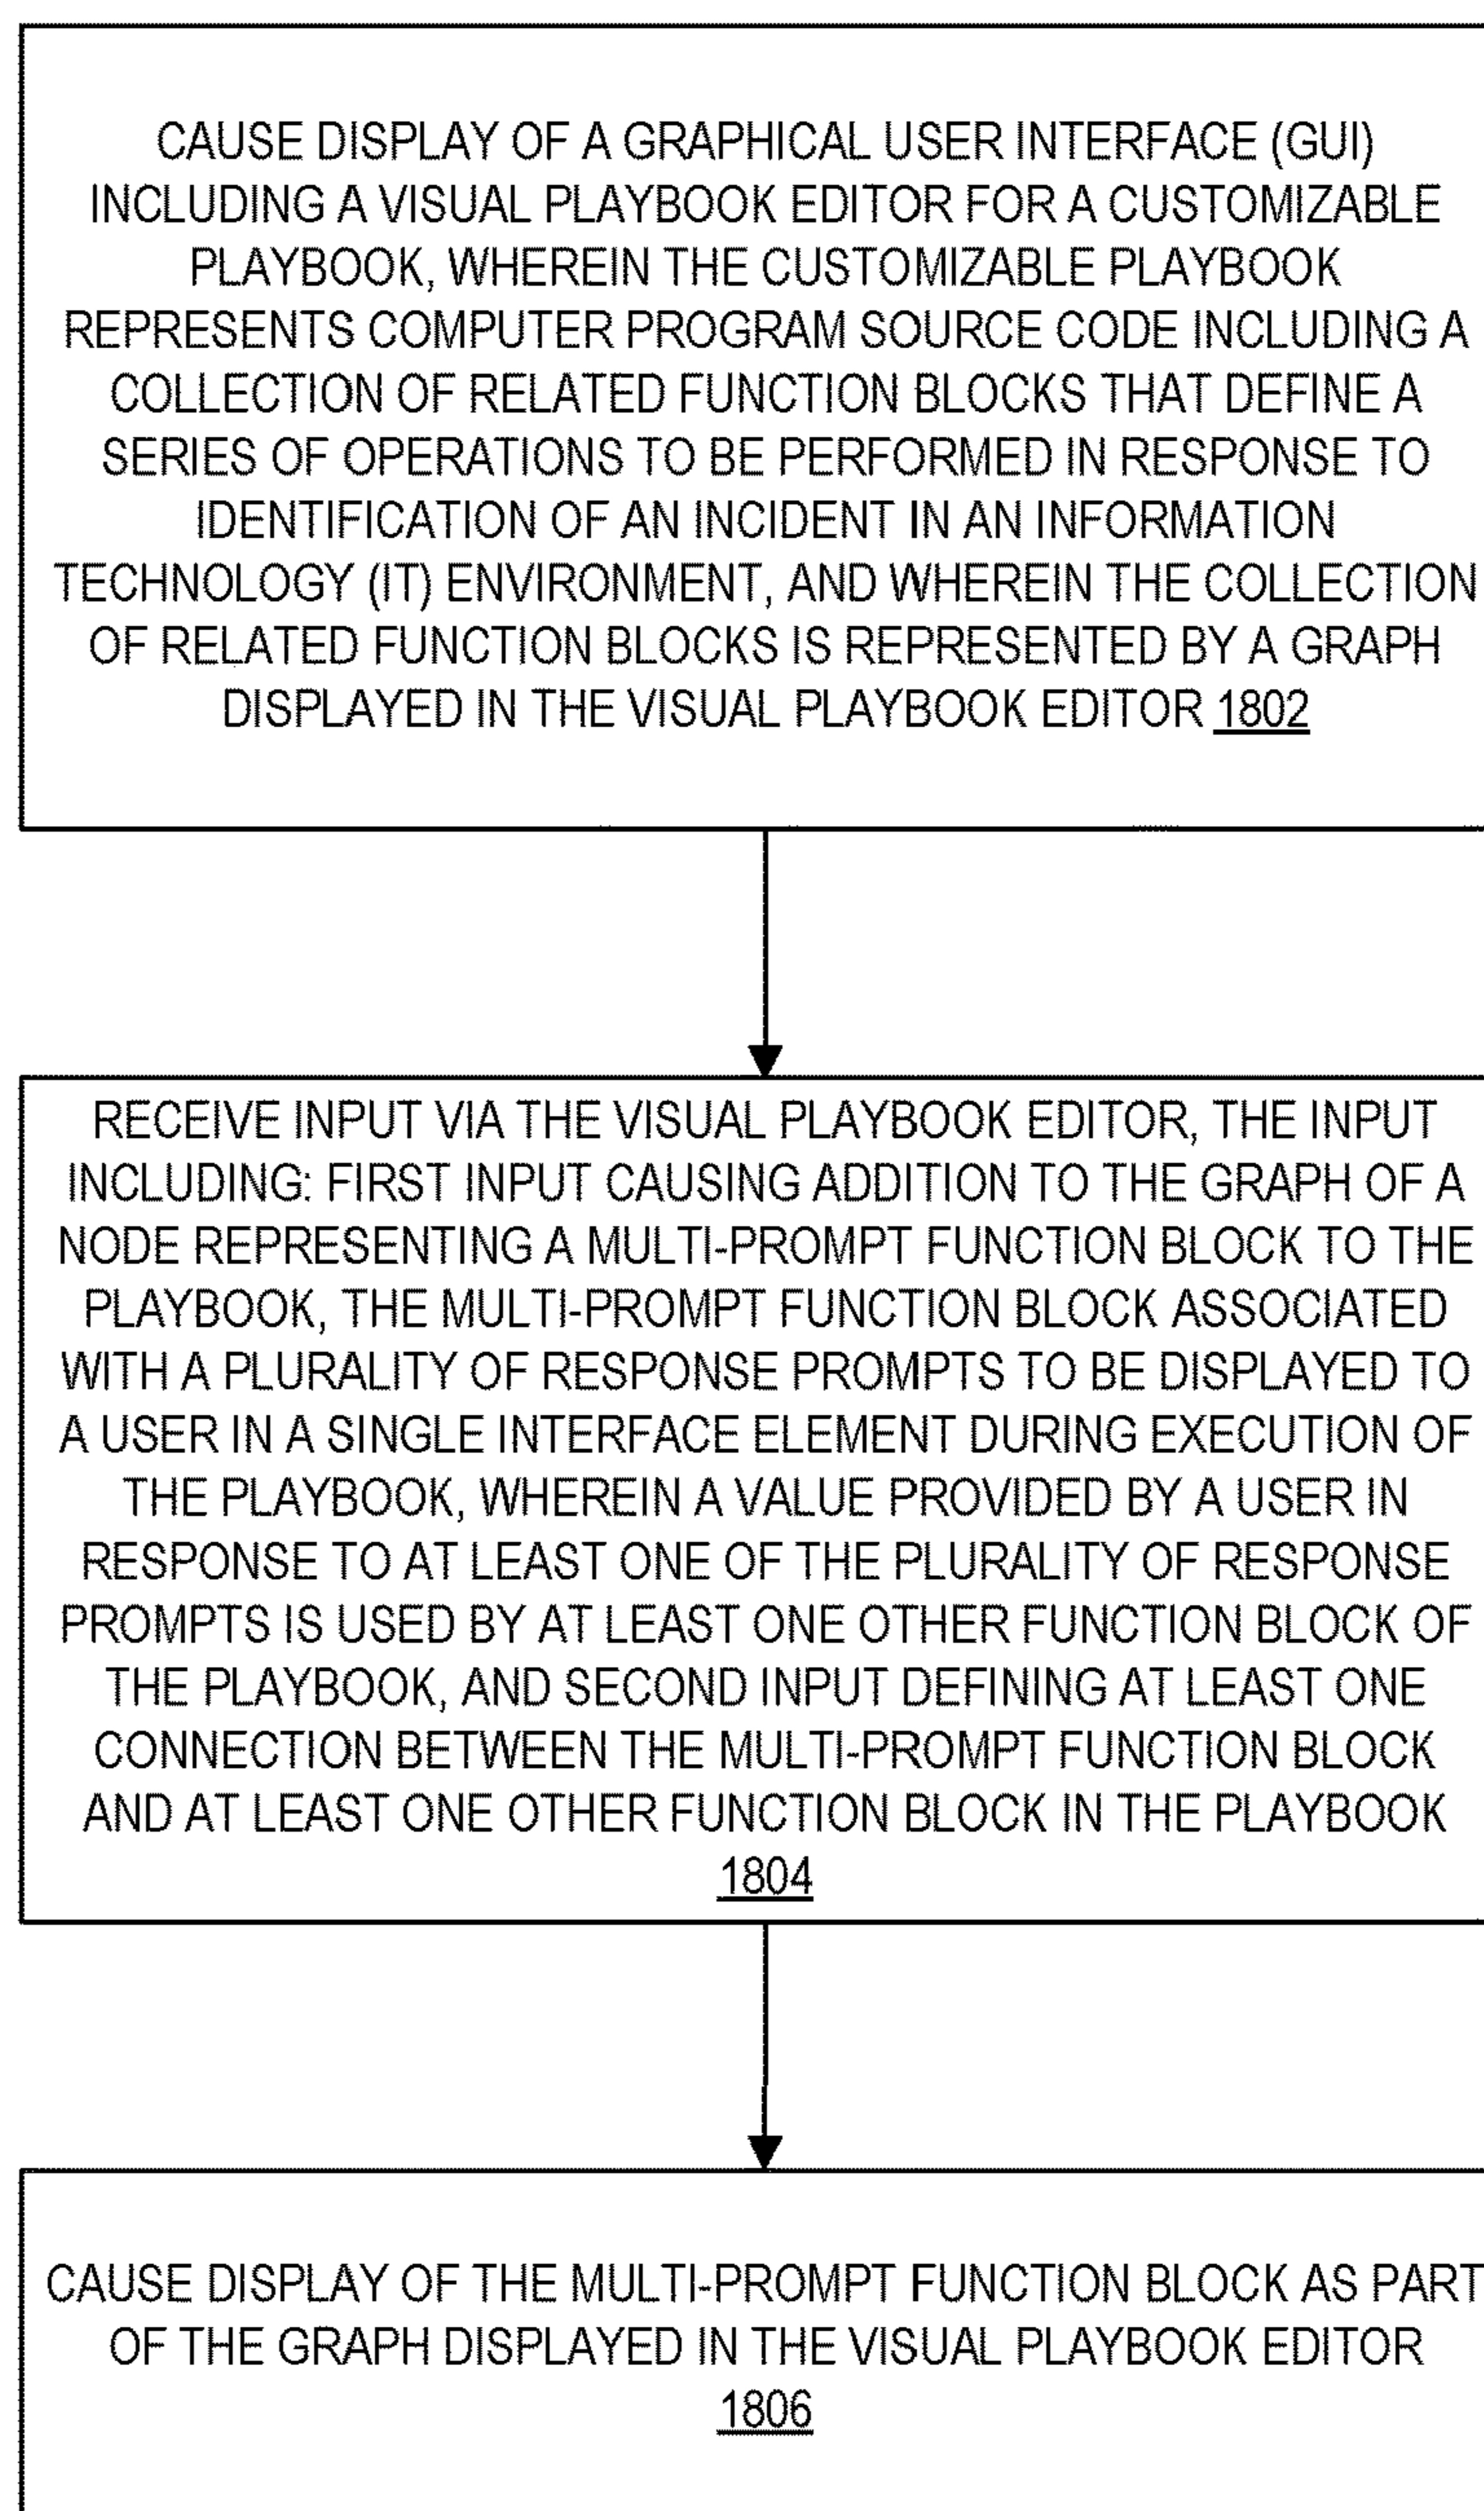 CAUSE DISPLAY OF A GRAPHICAL USER INTERFACE (GUI)
INCLUDING A VISUAL PLAYBOOK EDITOR FOR A CUSTOMIZABLE
PLAYBOOK, WHEREIN THE CUSTOMIZABLE PLAYBOOK
REPRESENTS COMPUTER PROGRAM SOURCE CODE INCLUDING A
COLLECTION OF RELATED FUNCTION BLOCKS THAT DEFINE A
SERIES OF OPERATIONS TO BE PERFORMED IN RESPONSE TO
IDENTIFICATION OF AN INCIDENT IN AN INFORMATION
TECHNOLOGY (IT) ENVIRONMENT, AND WHEREIN THE COLLECTION
OF RELATED FUNCTION BLOCKS IS REPRESENTED BY A GRAPH
DISPLAYED IN THE VISUAL PLAYBOOK EDITOR 1802
RECEIVE INPUT VIA THE VISUAL PLAYBOOK EDITOR, THE INPUT
INCLUDING: FIRST INPUT CAUSING ADDITION TO THE GRAPH OF A
NODE REPRESENTING A MULTI-PROMPT FUNCTION BLOCK TO THE
PLAYBOOK, THE MULTI-PROMPT FUNCTION BLOCK ASSOCIATED
WITH A PLURALITY OF RESPONSE PROMPTS TO BE DISPLAYED TO
A USER IN A SINGLE INTERFACE ELEMENT DURING EXECUTION OF
THE PLAYBOOK, WHEREIN A VALUE PROVIDED BY A USER IN
RESPONSE TO AT LEAST ONE OF THE PLURALITY OF RESPONSE
PROMPTS IS USED BY AT LEAST ONE OTHER FUNCTION BLOCK OF
THE PLAYBOOK, AND SECOND INPUT DEFINING AT LEAST ONE
CONNECTION BETWEEN THE MULTI-PROMPT FUNCTION BLOCK
AND AT LEAST ONE OTHER FUNCTION BLOCK IN THE PLAYBOOK
1804
CAUSE DISPLAY OF THE MULTI-PROMPT FUNCTION BLOCK AS PART
OF THE GRAPH DISPLAYED IN THE VISUAL PLAYBOOK EDITOR
1806